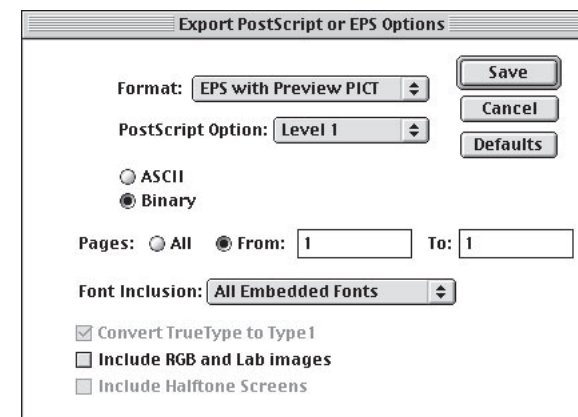 Export PostScript or EPS Options
Format: EPS with Preview PICT
Save
PostScript Option: Level 1
Cancel
Defaults
ASCII
Binary
Pages: All From: 1 To: 1
Font Inclusion: All Embedded Fonts
Convert TrueType to Type1
Include RGB and Lab images
Include Halftone Screens